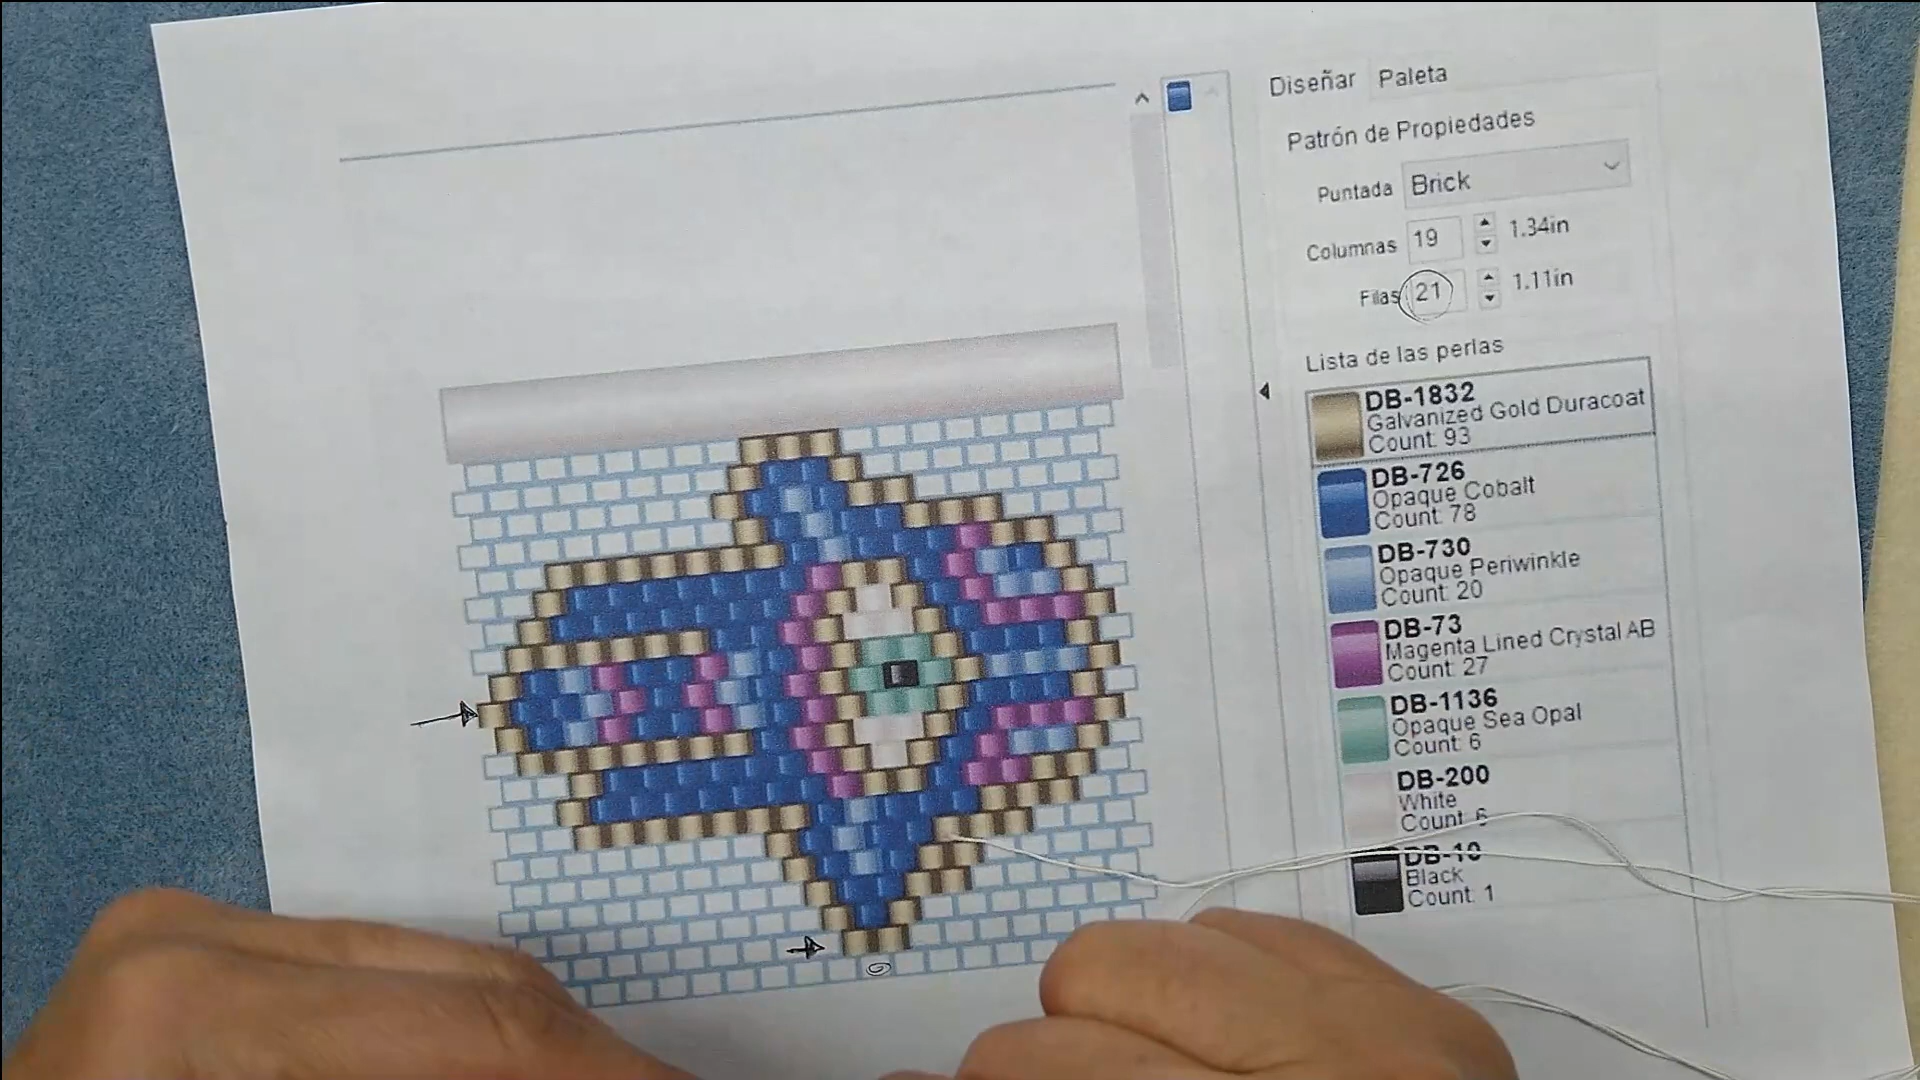 Diseñar Paleta
Patrón de Propiedades
Puntada Brick
Columnas 19 1.34in
Filas 21 1.11in
Lista de las perlas
DB-1832
Galvanized Gold Duracoat
Count: 93
DB-726
Opaque Cobalt
Count: 78
DB-730
Opaque Periwinkle
Count: 20
DB-73
Magenta Lined Crystal AB
Count: 27
DB-1136
Opaque Sea Opal
Count: 6
DB-200
White
Count: 6
DB-10
Black
Count: 1